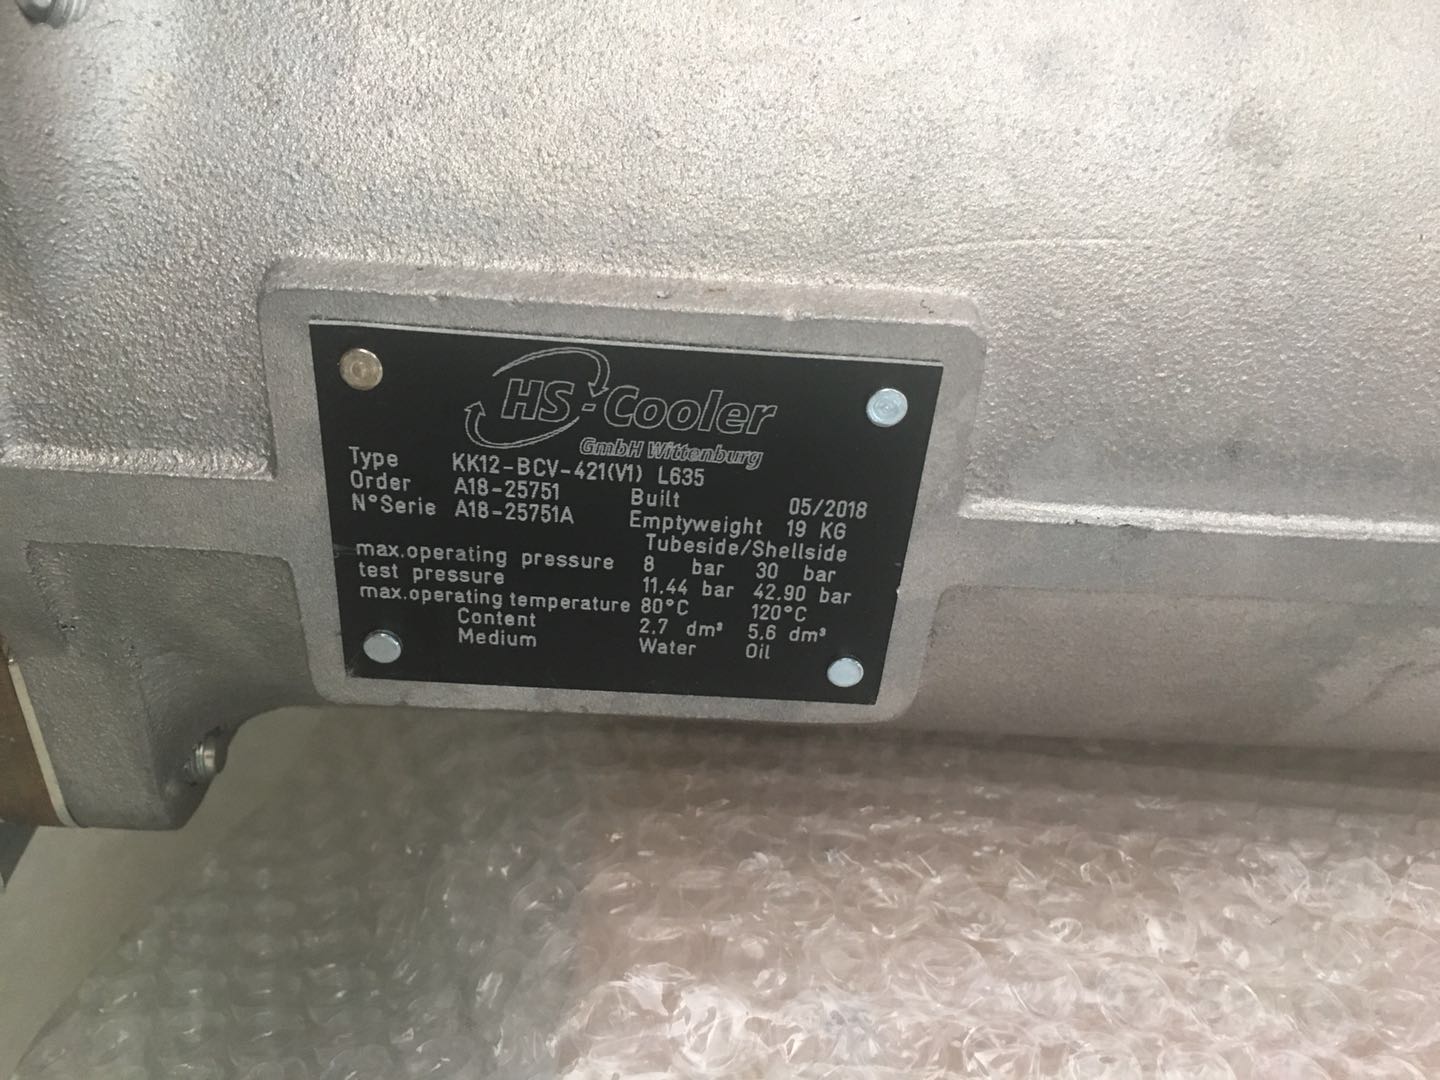 HS-Cooler
GmbH Wittenburg
Type KK12-BCV-421(V1) L635
Order A18-25751 Built 05/2018
N°Serie A18-25751A Emptyweight 19 KG
Tubeside/Shellside
max.operating pressure 8 bar 30 bar
test pressure 11.44 bar 42.90 bar
max.operating temperature 80°C 120°C
Content 2.7 dm³ 5.6 dm³
Medium Water Oil